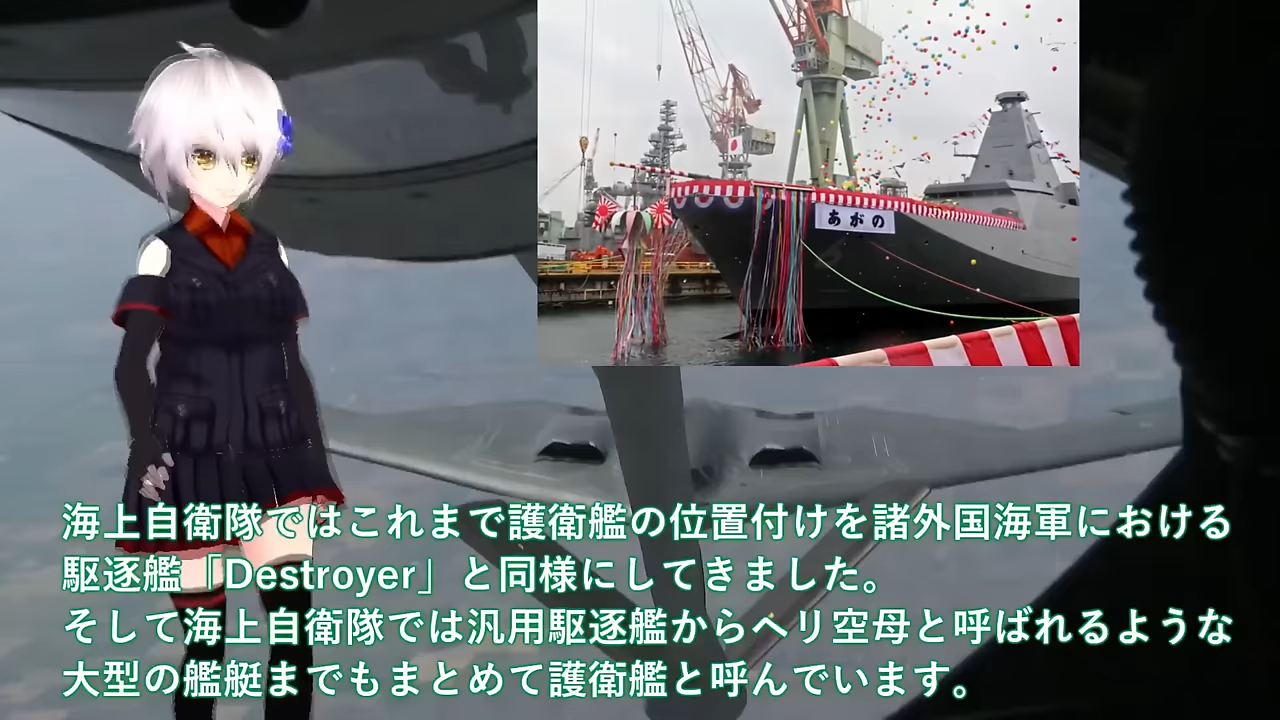 あがの
海上自衛隊ではこれまで護衛艦の位置付けを諸外国海軍における
駆逐艦「Destroyer」と同様にしてきました。
そして海上自衛隊では汎用駆逐艦からヘリ空母と呼ばれるような
大型の艦艇までもまとめて護衛艦と呼んでいます。